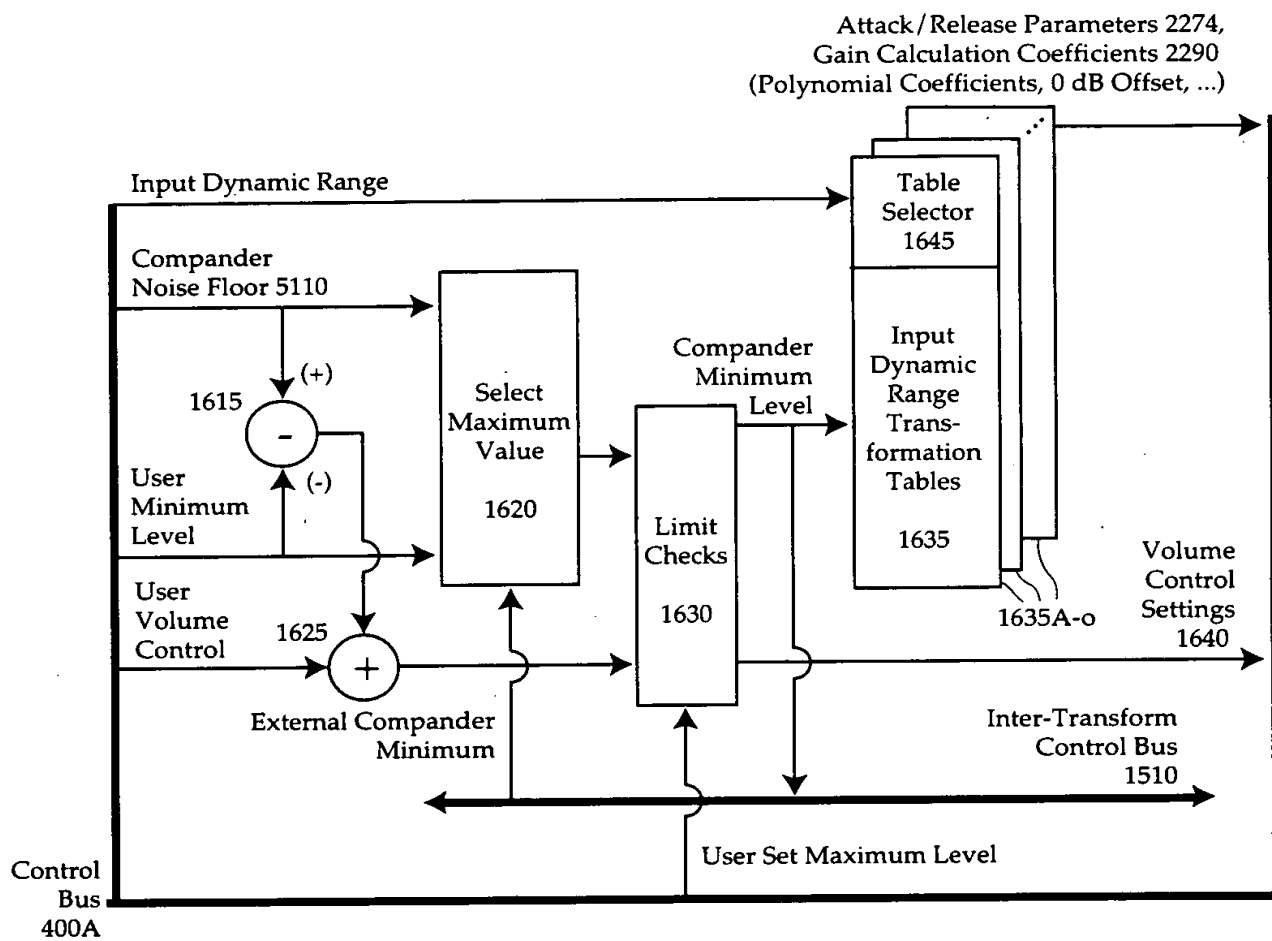 Attack/Release Parameters 2274,
Gain Calculation Coefficients 2290
(Polynomial Coefficients, 0 dB Offset, ...)
Input Dynamic Range
Table
Selector
1645
Compander
Noise Floor 5110
(+)
1615
-
(-)
User
Minimum
Level
Select
Maximum
Value
1620
Compander
Minimum
Level
Input
Dynamic
Range
Trans-
formation
Tables
1635
Limit
Checks
1630
1635A-o
User
Volume
Control
1625
+
External Compander
Minimum
Volume
Control
Settings
1640
Inter-Transform
Control Bus
1510
User Set Maximum Level
Control
Bus
400A